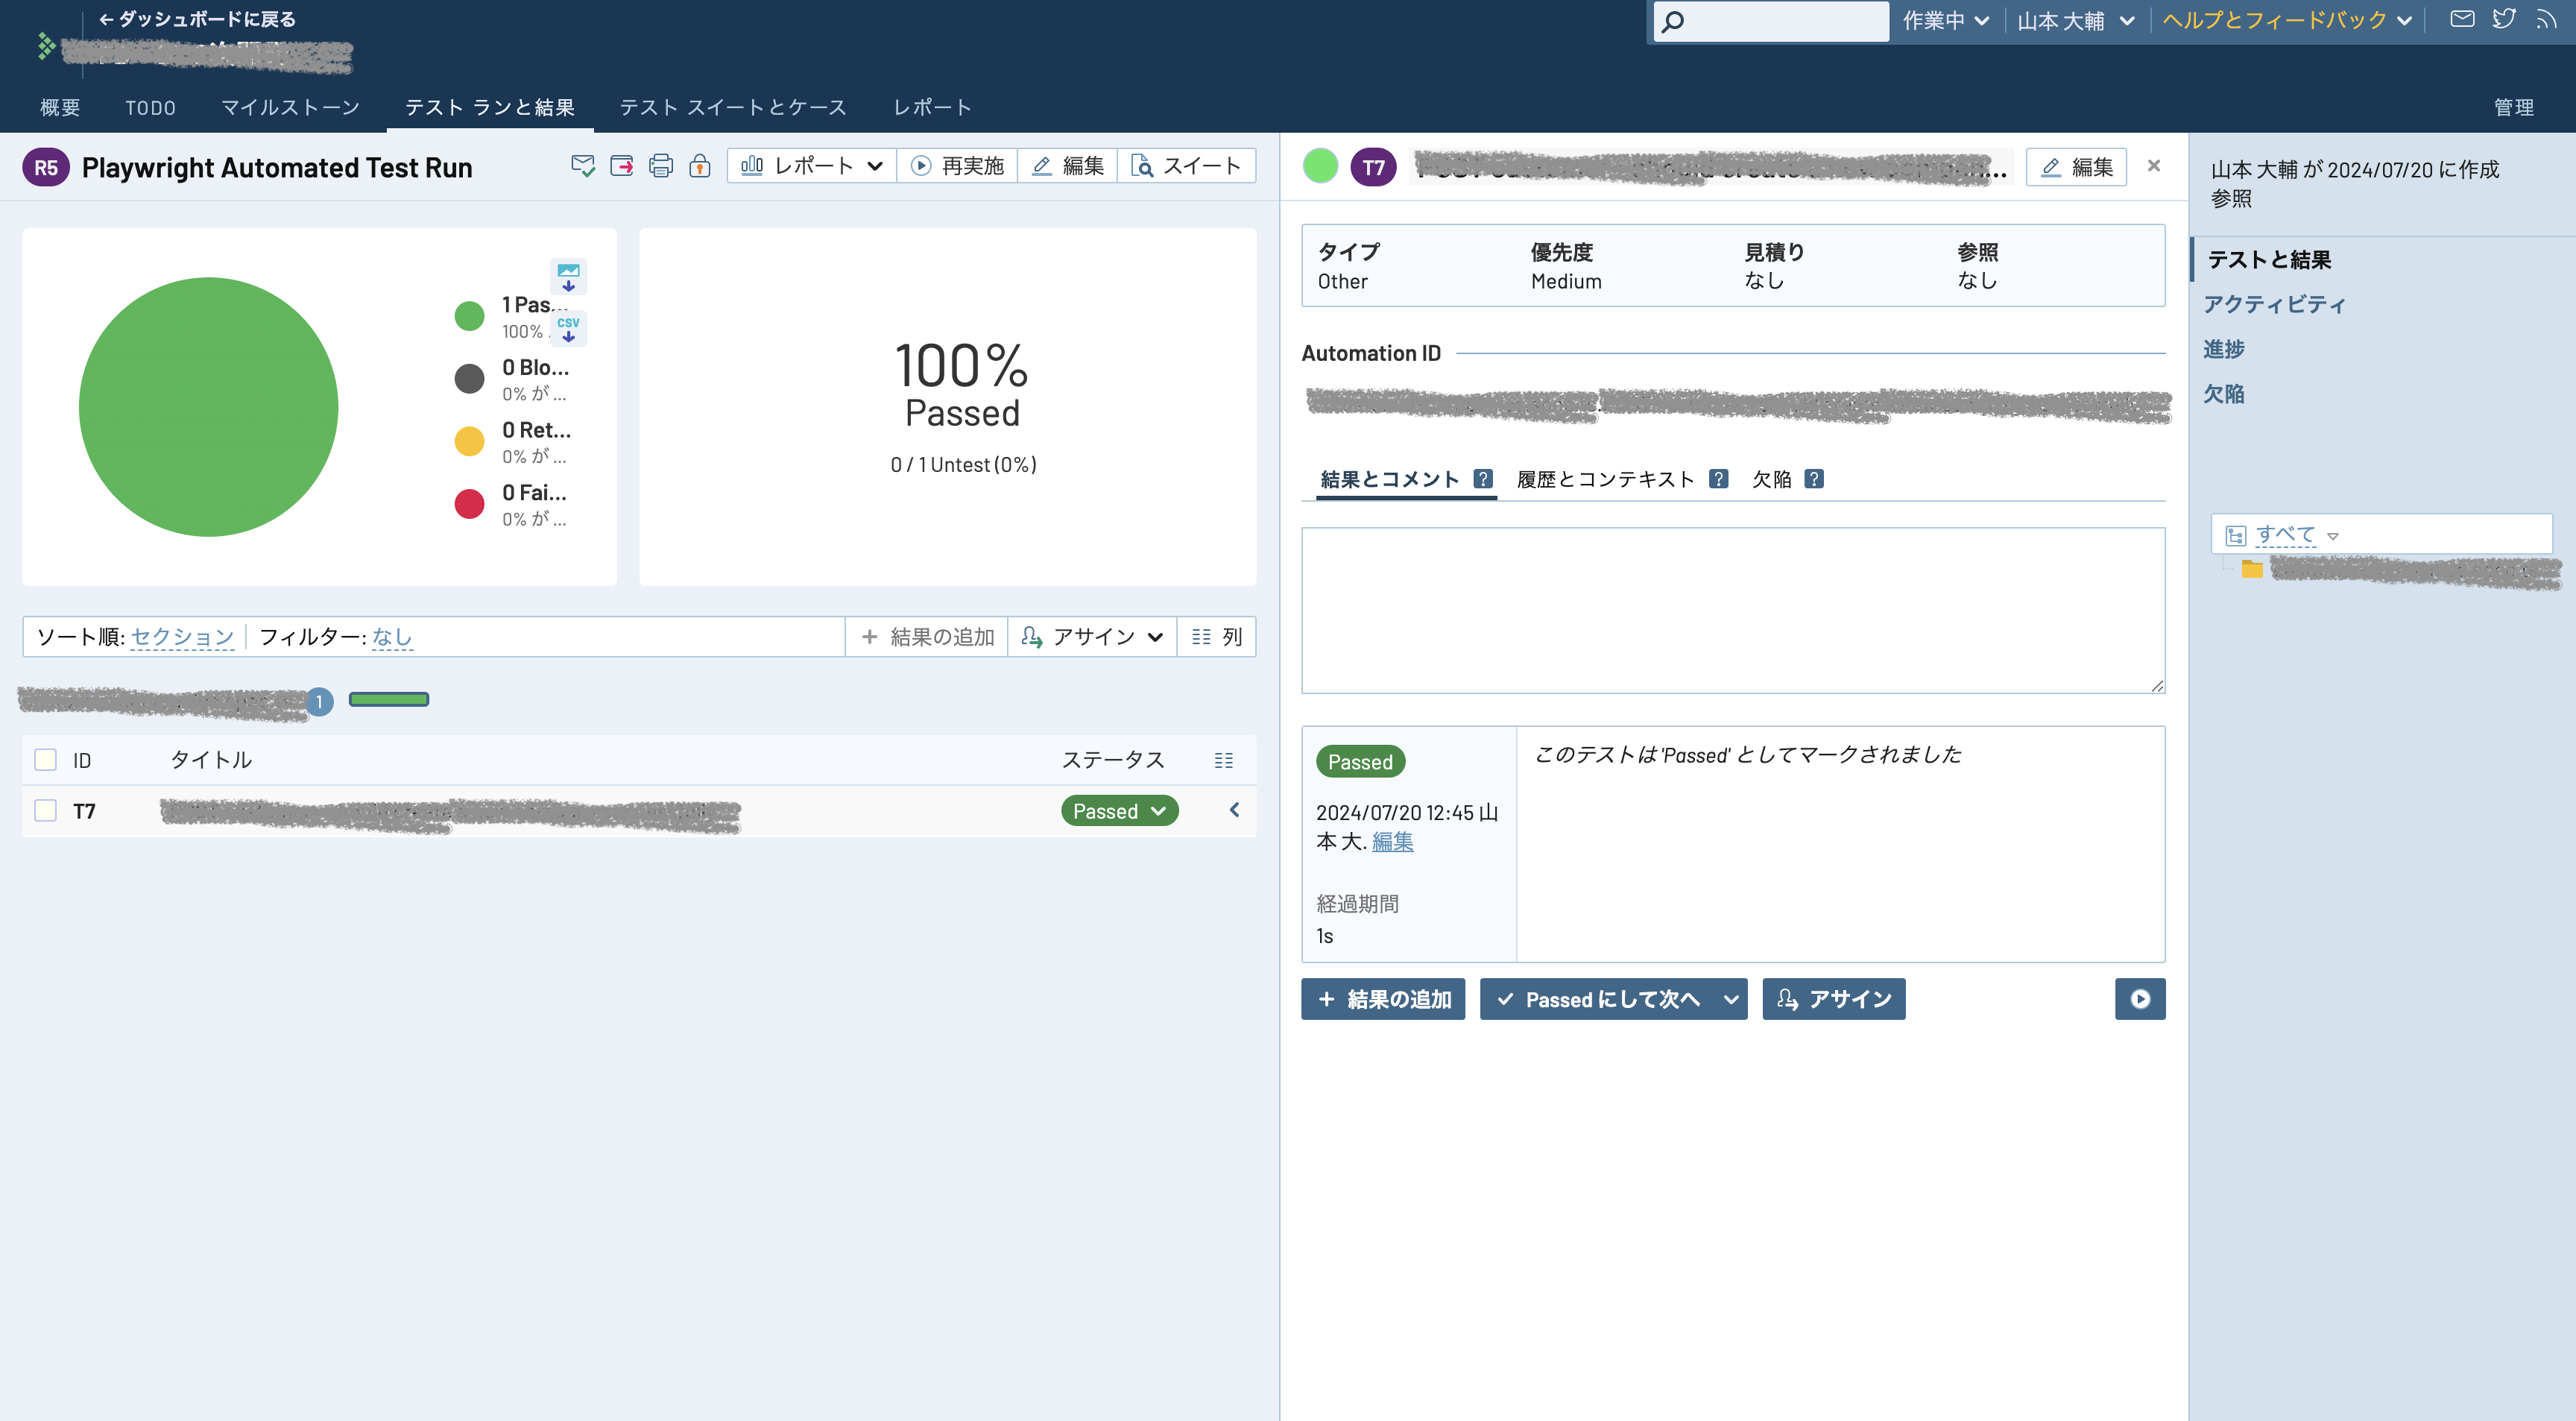 ←ダッシュボードに戻る
作業中
山本 大輔
ヘルプとフィードバック
概要
TODO
マイルストーン
テスト ランと結果
テスト スイートとケース
レポート
管理
R5
Playwright Automated Test Run
レポート
再実施
編集
スイート
1 Pas...
100%
CSV
0 Blo...
0% が ...
0 Ret...
0% が ...
0 Fai...
0% が ...
100%
Passed
0 / 1 Untest (0%)
ソート順: セクション
フィルター: なし
+ 結果の追加
アサイン
列
1
ID
タイトル
ステータス
T7
Passed
T7
...
編集
×
タイプ
Other
優先度
Medium
見積り
なし
参照
なし
Automation ID
結果とコメント ?
履歴とコンテキスト ?
欠陥 ?
Passed
2024/07/20 12:45 山
本 大. 編集
経過期間
1s
このテストは 'Passed' としてマークされました
+ 結果の追加
Passed にして次へ
アサイン
山本 大輔 が 2024/07/20 に作成
参照
テストと結果
アクティビティ
進捗
欠陥
すべて